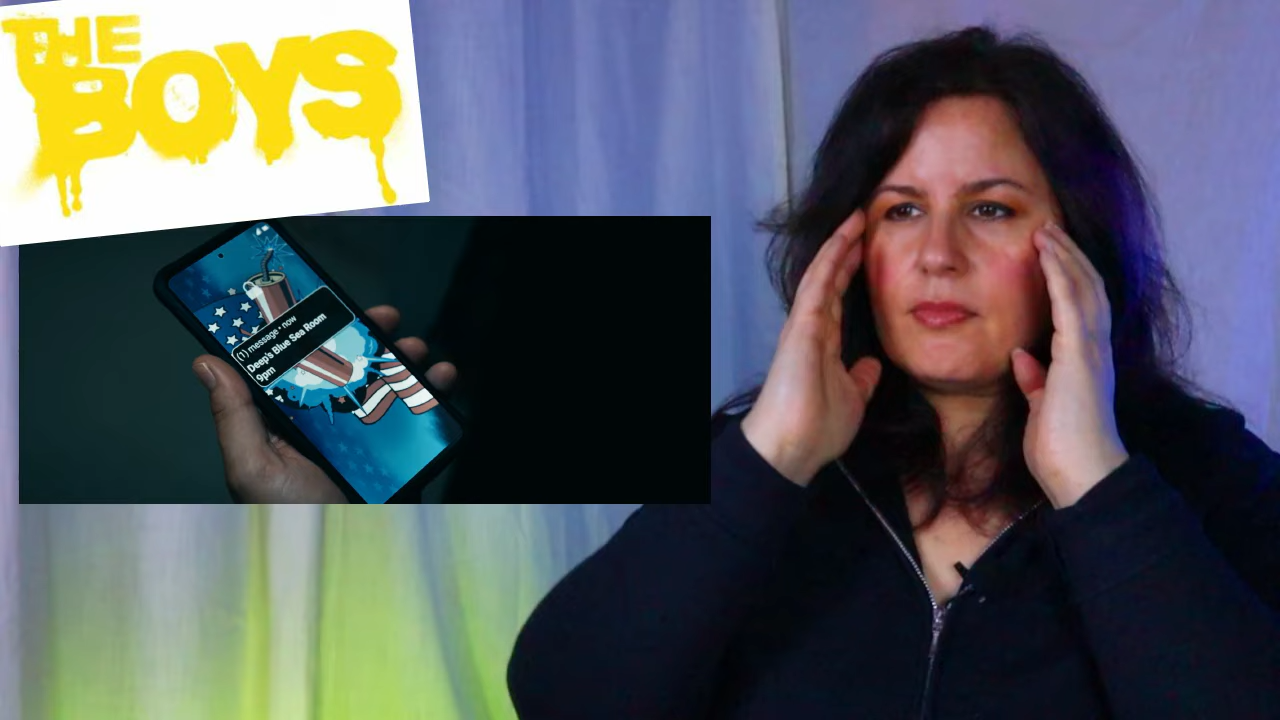 THE
BOYS
(1) message • now
Deep's Blue Sea Room
9pm